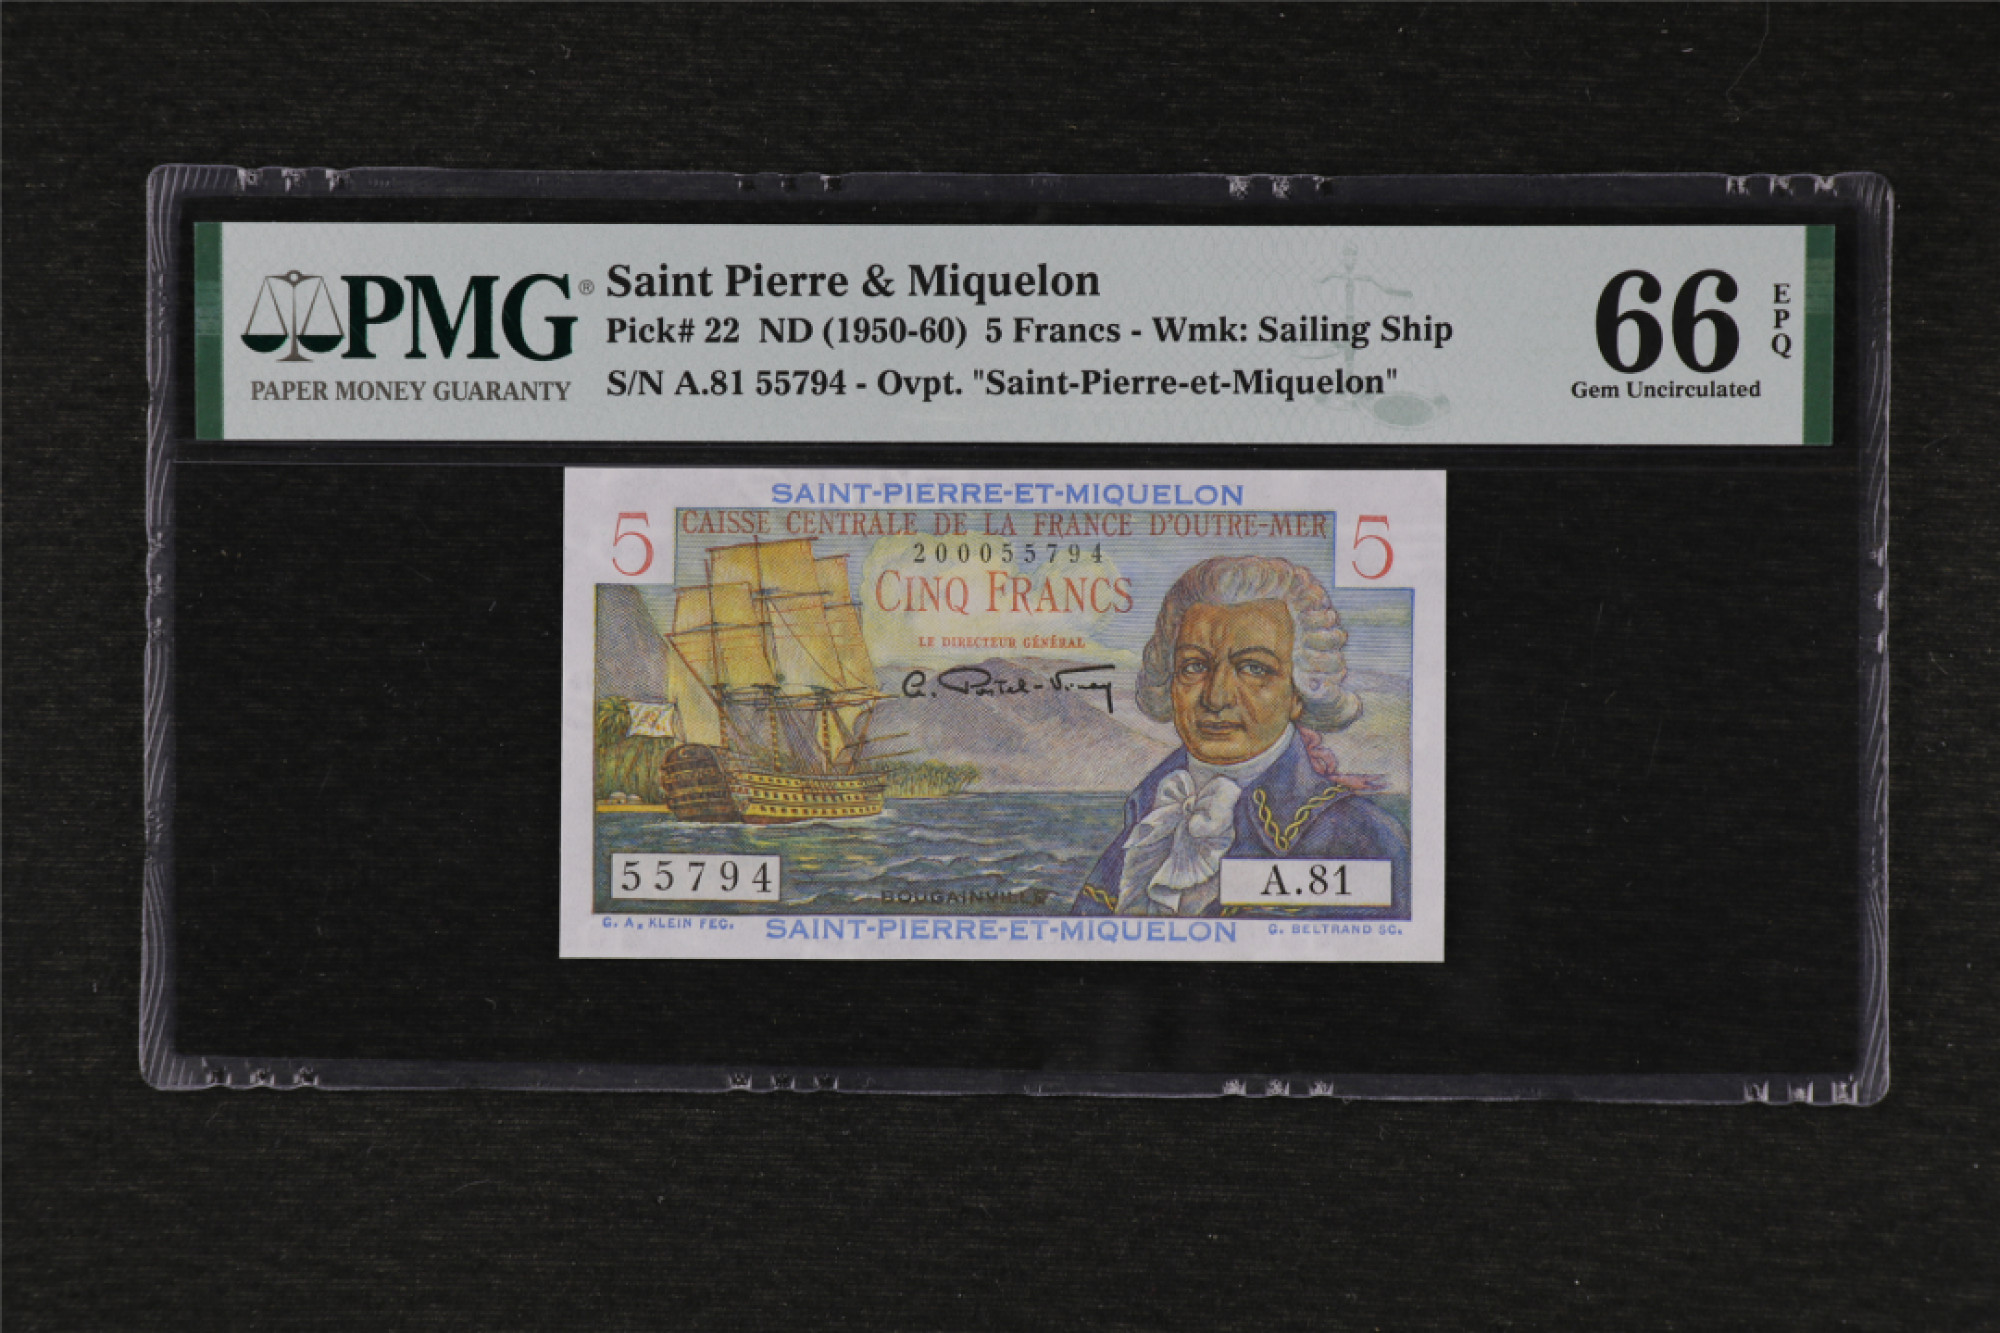 PMG®
PAPER MONEY GUARANTY
Saint Pierre & Miquelon
Pick# 22 ND (1950-60) 5 Francs - Wmk: Sailing Ship
S/N A.81 55794 - Ovpt. "Saint-Pierre-et-Miquelon"
66
EPQ
Gem Uncirculated
SAINT-PIERRE-ET-MIQUELON
5 CAISSE CENTRALE DE LA FRANCE D'OUTRE-MER 5
200055794
CINQ FRANCS
LE DIRECTEUR GÉNÉRAL
A. Postel-Vinay
55794
BOUGAINVILLE
A.81
G. A. KLEIN FEC.
SAINT-PIERRE-ET-MIQUELON
G. BELTRAND SC.